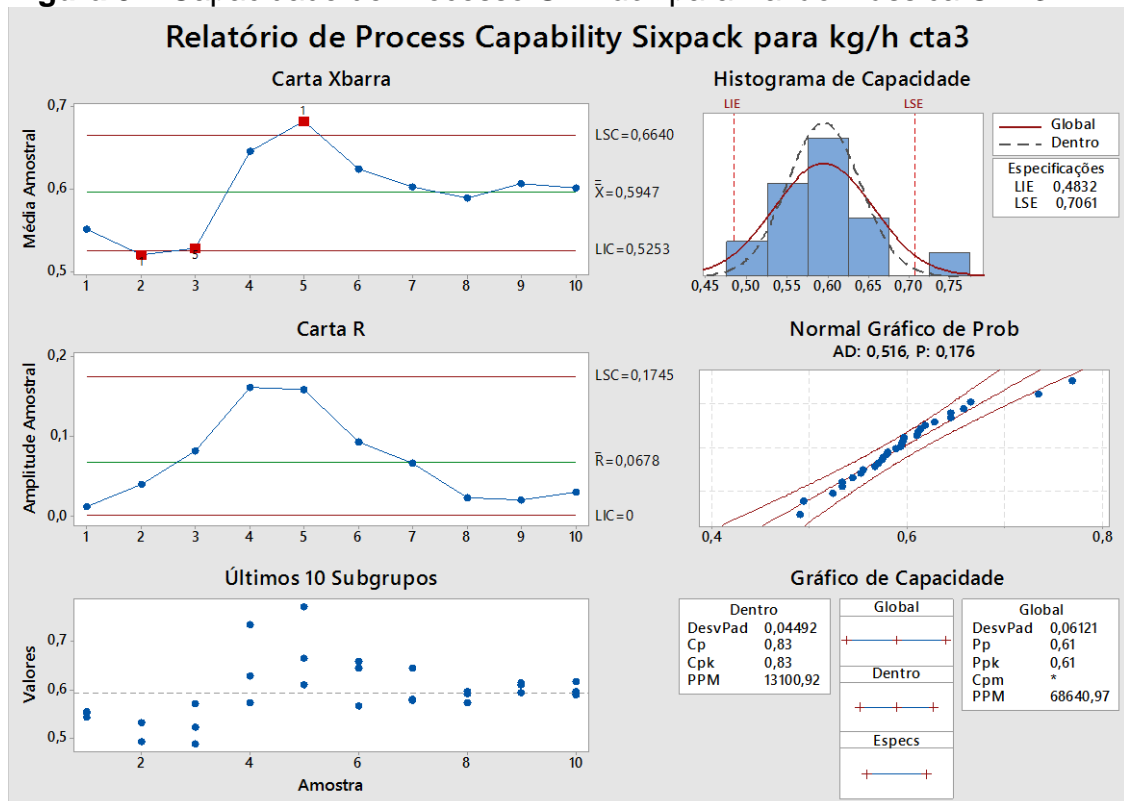 Relatório de Process Capability Sixpack para kg/h cta3
Carta Xbarra
Média Amostral
0,7
0,6
0,5
1
1
5
LSC=0,6640
X=0,5947
LIC=0,5253
1 2 3 4 5 6 7 8 9 10
Histograma de Capacidade
LIE LSE
Global
Dentro
Especificações
LIE 0,4832
LSE 0,7061
0,45 0,50 0,55 0,60 0,65 0,70 0,75
Carta R
Amplitude Amostral
0,2
0,1
0,0
LSC=0,1745
R=0,0678
LIC=0
1 2 3 4 5 6 7 8 9 10
Normal Gráfico de Prob
AD: 0,516, P: 0,176
0,4 0,6 0,8
Últimos 10 Subgrupos
Valores
0,7
0,6
0,5
2 4 6 8 10
Amostra
Gráfico de Capacidade
Dentro
DesvPad 0,04492
Cp 0,83
Cpk 0,83
PPM 13100,92
Global
Dentro
Especs
Global
DesvPad 0,06121
Pp 0,61
Ppk 0,61
Cpm *
PPM 68640,97